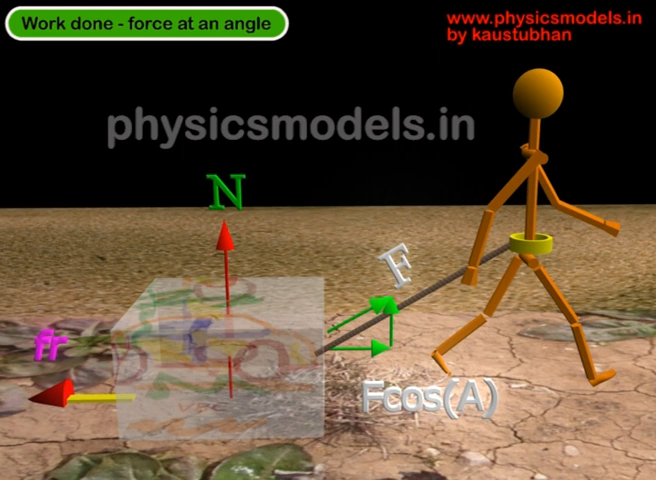 Work done - force at an angle
www.physicsmodels.in
by kaustubhan
physicsmodels.in
N
F
fr
Fcos(A)